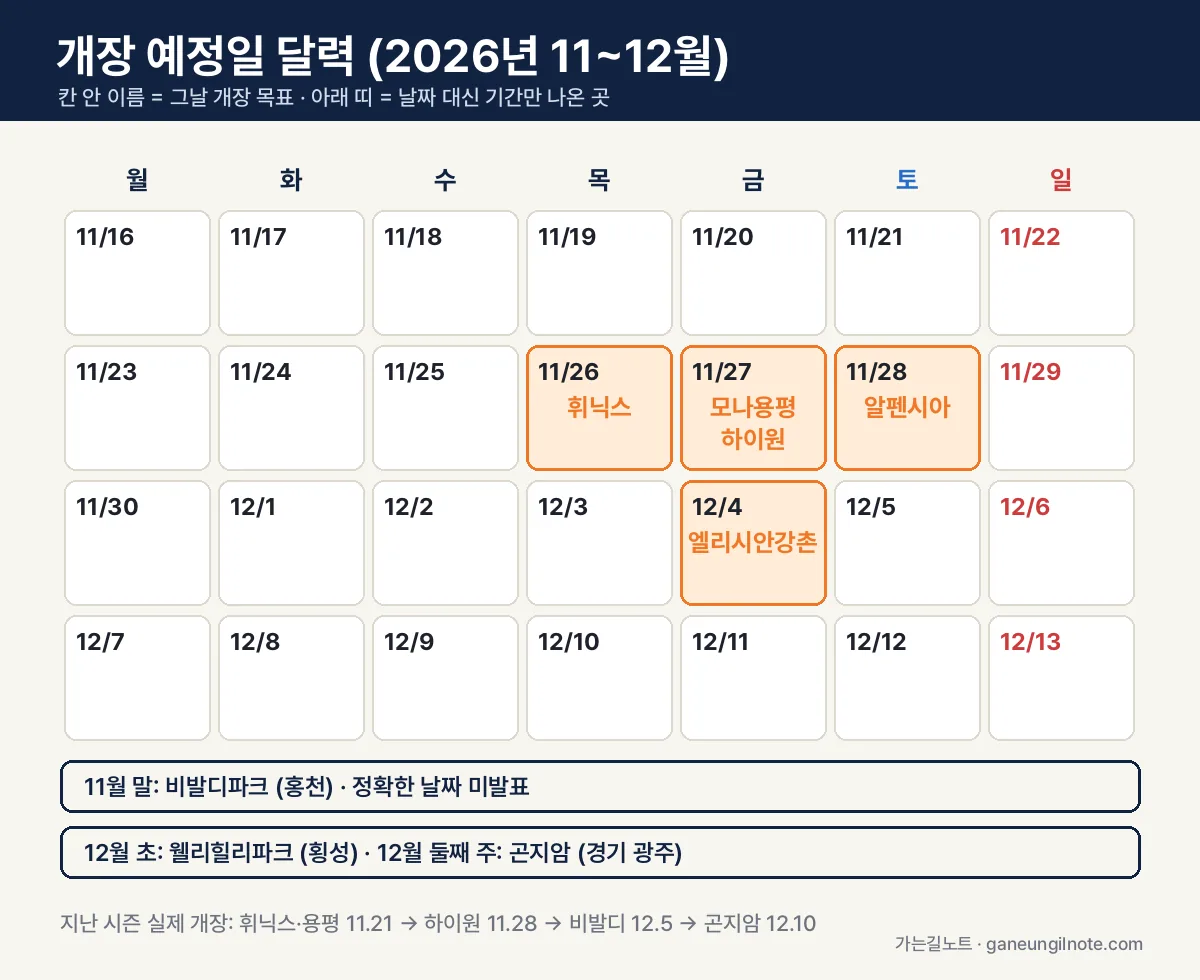 개장 예정일 달력 (2026년 11~12월)
칸 안 이름 = 그날 개장 목표 · 아래 띠 = 날짜 대신 기간만 나온 곳
월 화 수 목 금 토 일
11/16 11/17 11/18 11/19 11/20 11/21 11/22
11/23 11/24 11/25 11/26 11/27 11/28 11/29
휘닉스 모나용평 알펜시아
하이원
11/30 12/1 12/2 12/3 12/4 12/5 12/6
엘리시안강촌
12/7 12/8 12/9 12/10 12/11 12/12 12/13
11월 말: 비발디파크 (홍천) · 정확한 날짜 미발표
12월 초: 웰리힐리파크 (횡성) · 12월 둘째 주: 곤지암 (경기 광주)
지난 시즌 실제 개장: 휘닉스·용평 11.21 → 하이원 11.28 → 비발디 12.5 → 곤지암 12.10
가는길노트 · ganeungilnote.com